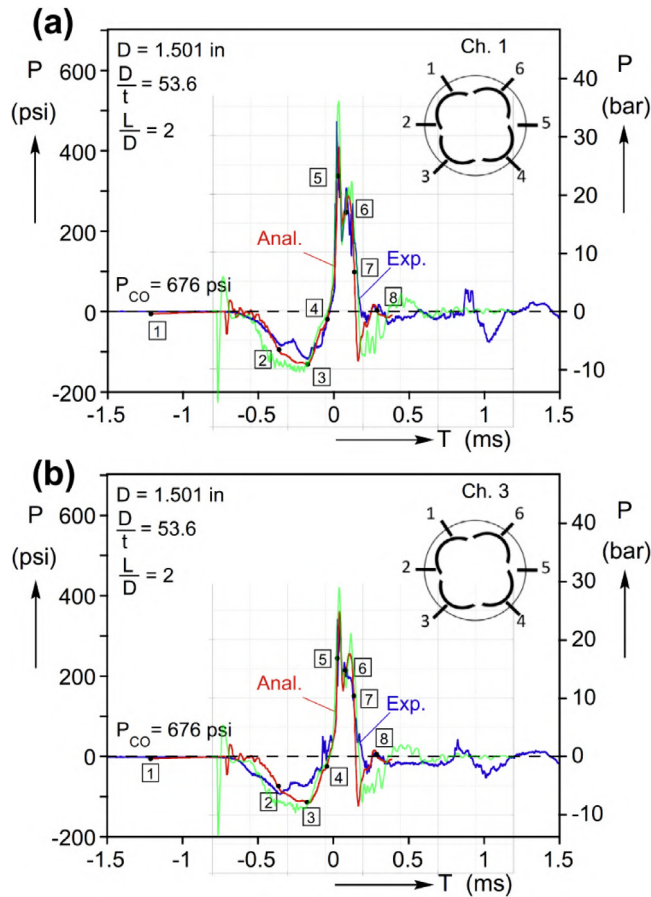 (a)
P
(psi)
600
400
200
0
-200
D = 1.501 in
D/t = 53.6
L/D = 2
Ch. 1
1
2
3
4
5
6
P
(bar)
40
30
20
10
0
-10
5
6
Anal.
7
Exp.
P_CO = 676 psi
4
8
1
2
3
-1.5 -1 -0.5 0 0.5 1 1.5
T (ms)
(b)
P
(psi)
600
400
200
0
-200
D = 1.501 in
D/t = 53.6
L/D = 2
Ch. 3
1
2
3
4
5
6
P
(bar)
40
30
20
10
0
-10
5
6
Anal.
7
Exp.
P_CO = 676 psi
8
1
4
2
3
-1.5 -1 -0.5 0 0.5 1 1.5
T (ms)